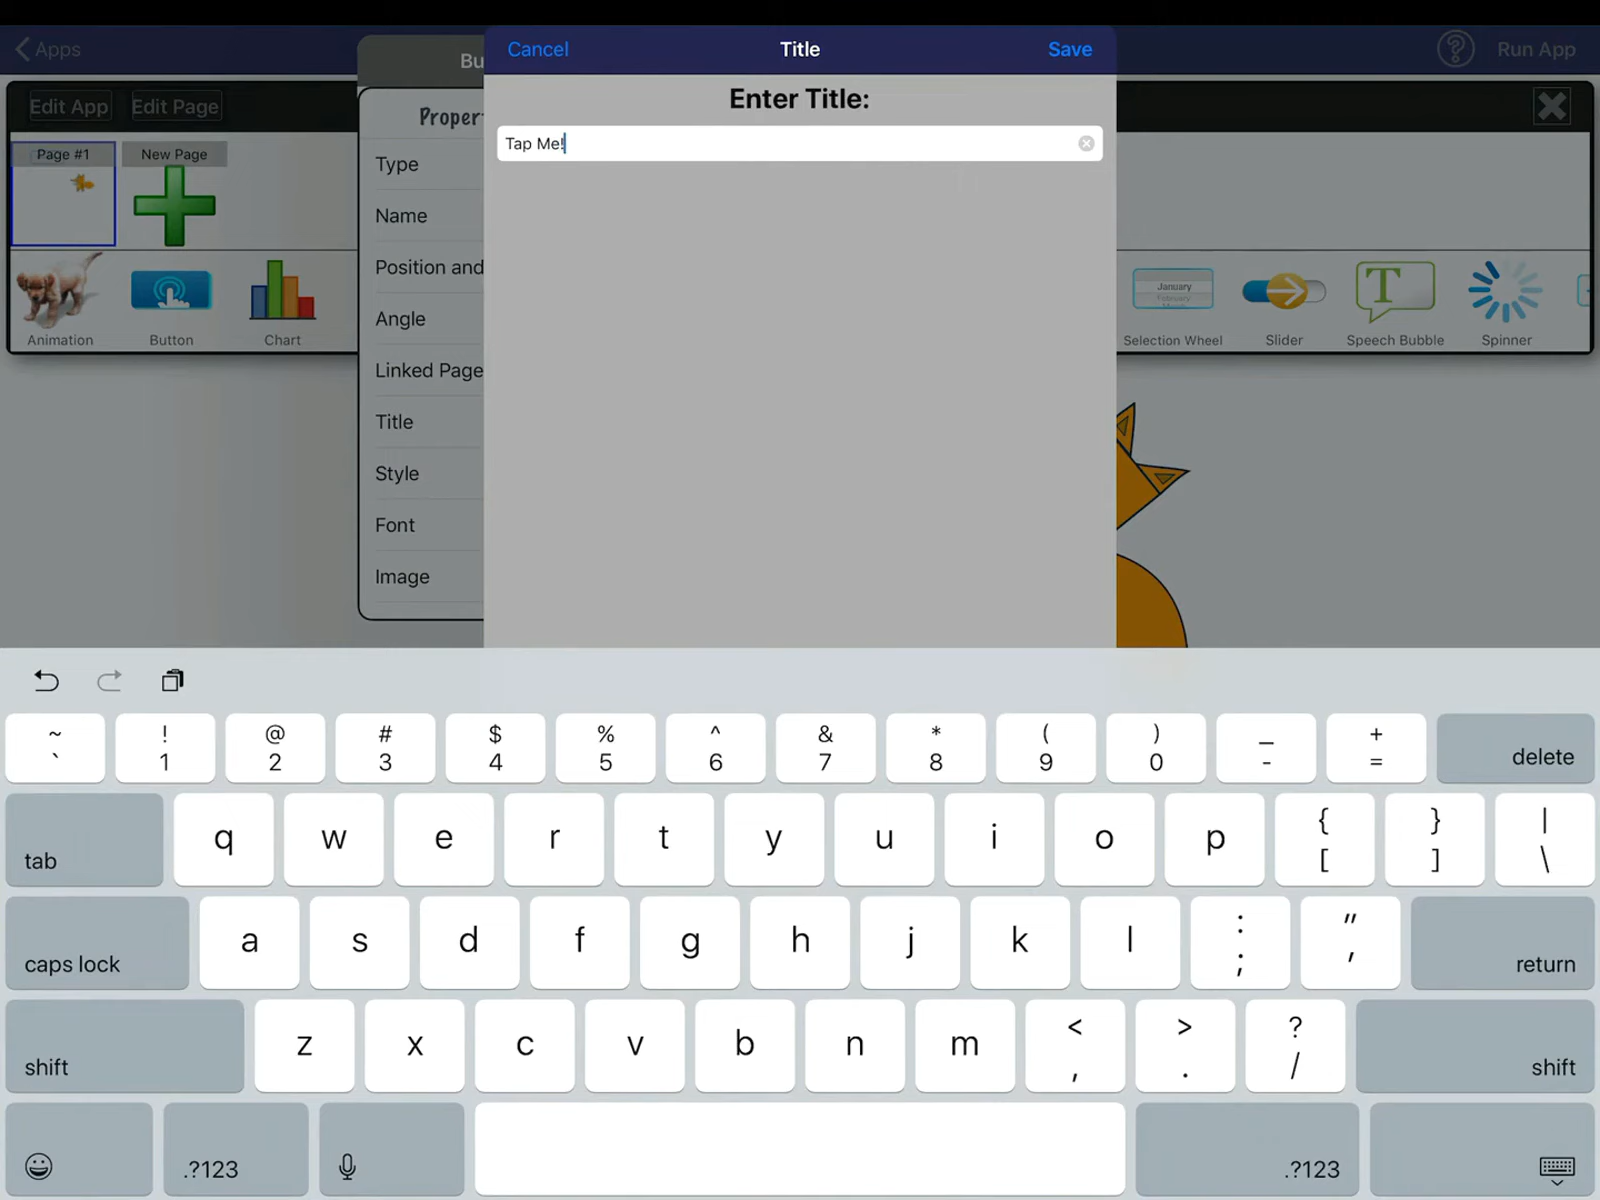 Apps
Bu
Cancel
Title
Save
Run App
Edit App
Edit Page
Proper
Enter Title:
Tap Me!
Page #1
New Page
Type
Name
Position and
Angle
Linked Page
Title
Style
Font
Image
Animation
Button
Chart
January
February
Selection Wheel
Slider
T
Speech Bubble
Spinner
~ ! @ # $ % ^ & * ( ) _ +
` 1 2 3 4 5 6 7 8 9 0 - = delete
tab q w e r t y u i o p { [ } ] | \
caps lock a s d f g h j k l : ; " ' return
shift z x c v b n m < , > . ? / shift
.?123 .?123